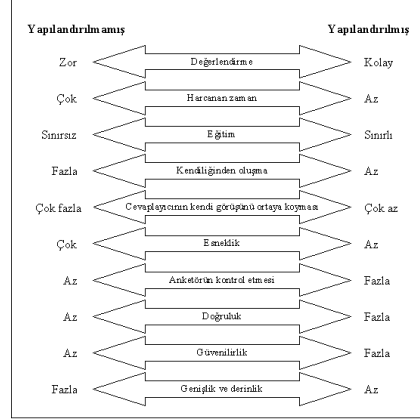 Yapılandırılmamış Yapılandırılmış
Zor Değerlendirme Kolay
Çok Harcanan zaman Az
Sınırsız Eğitim Sınırlı
Fazla Kendiliğinden oluşma Az
Çok fazla Cevaplayıcının kendi görüşünü ortaya koyması Çok az
Çok Esneklik Az
Az Anketörün kontrol etmesi Fazla
Az Doğruluk Fazla
Az Güvenilirlik Fazla
Fazla Genişlik ve derinlik Az